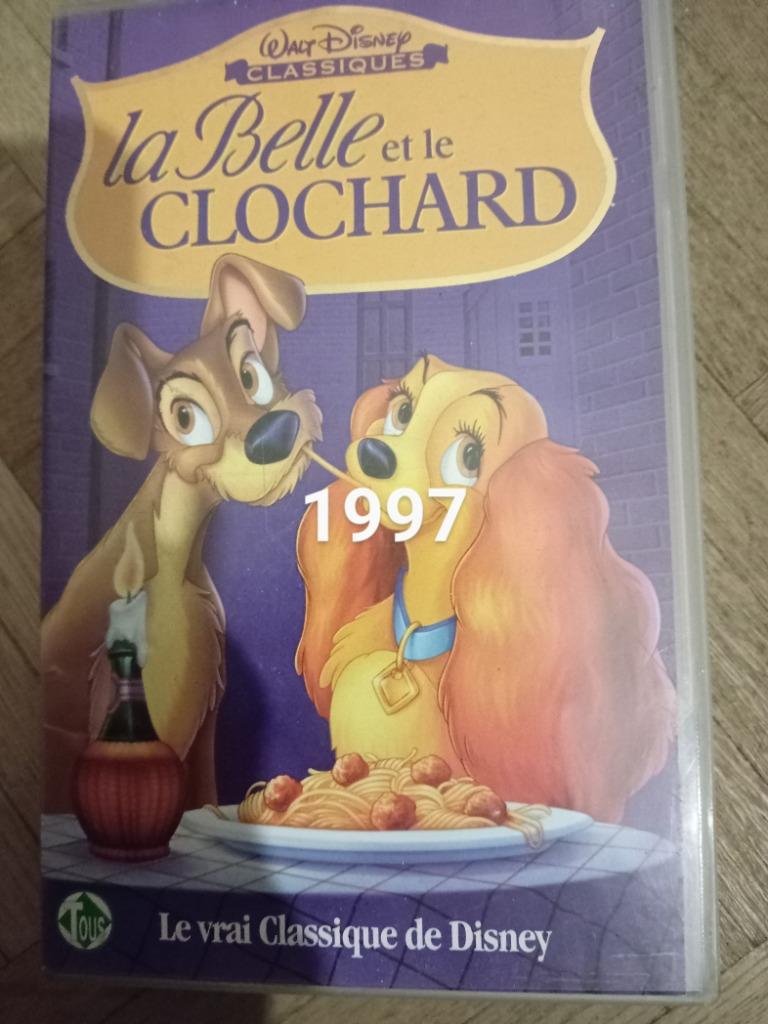 WALT DISNEY
CLASSIQUES
la Belle et le
CLOCHARD
1997
TOUS
Le vrai Classique de Disney